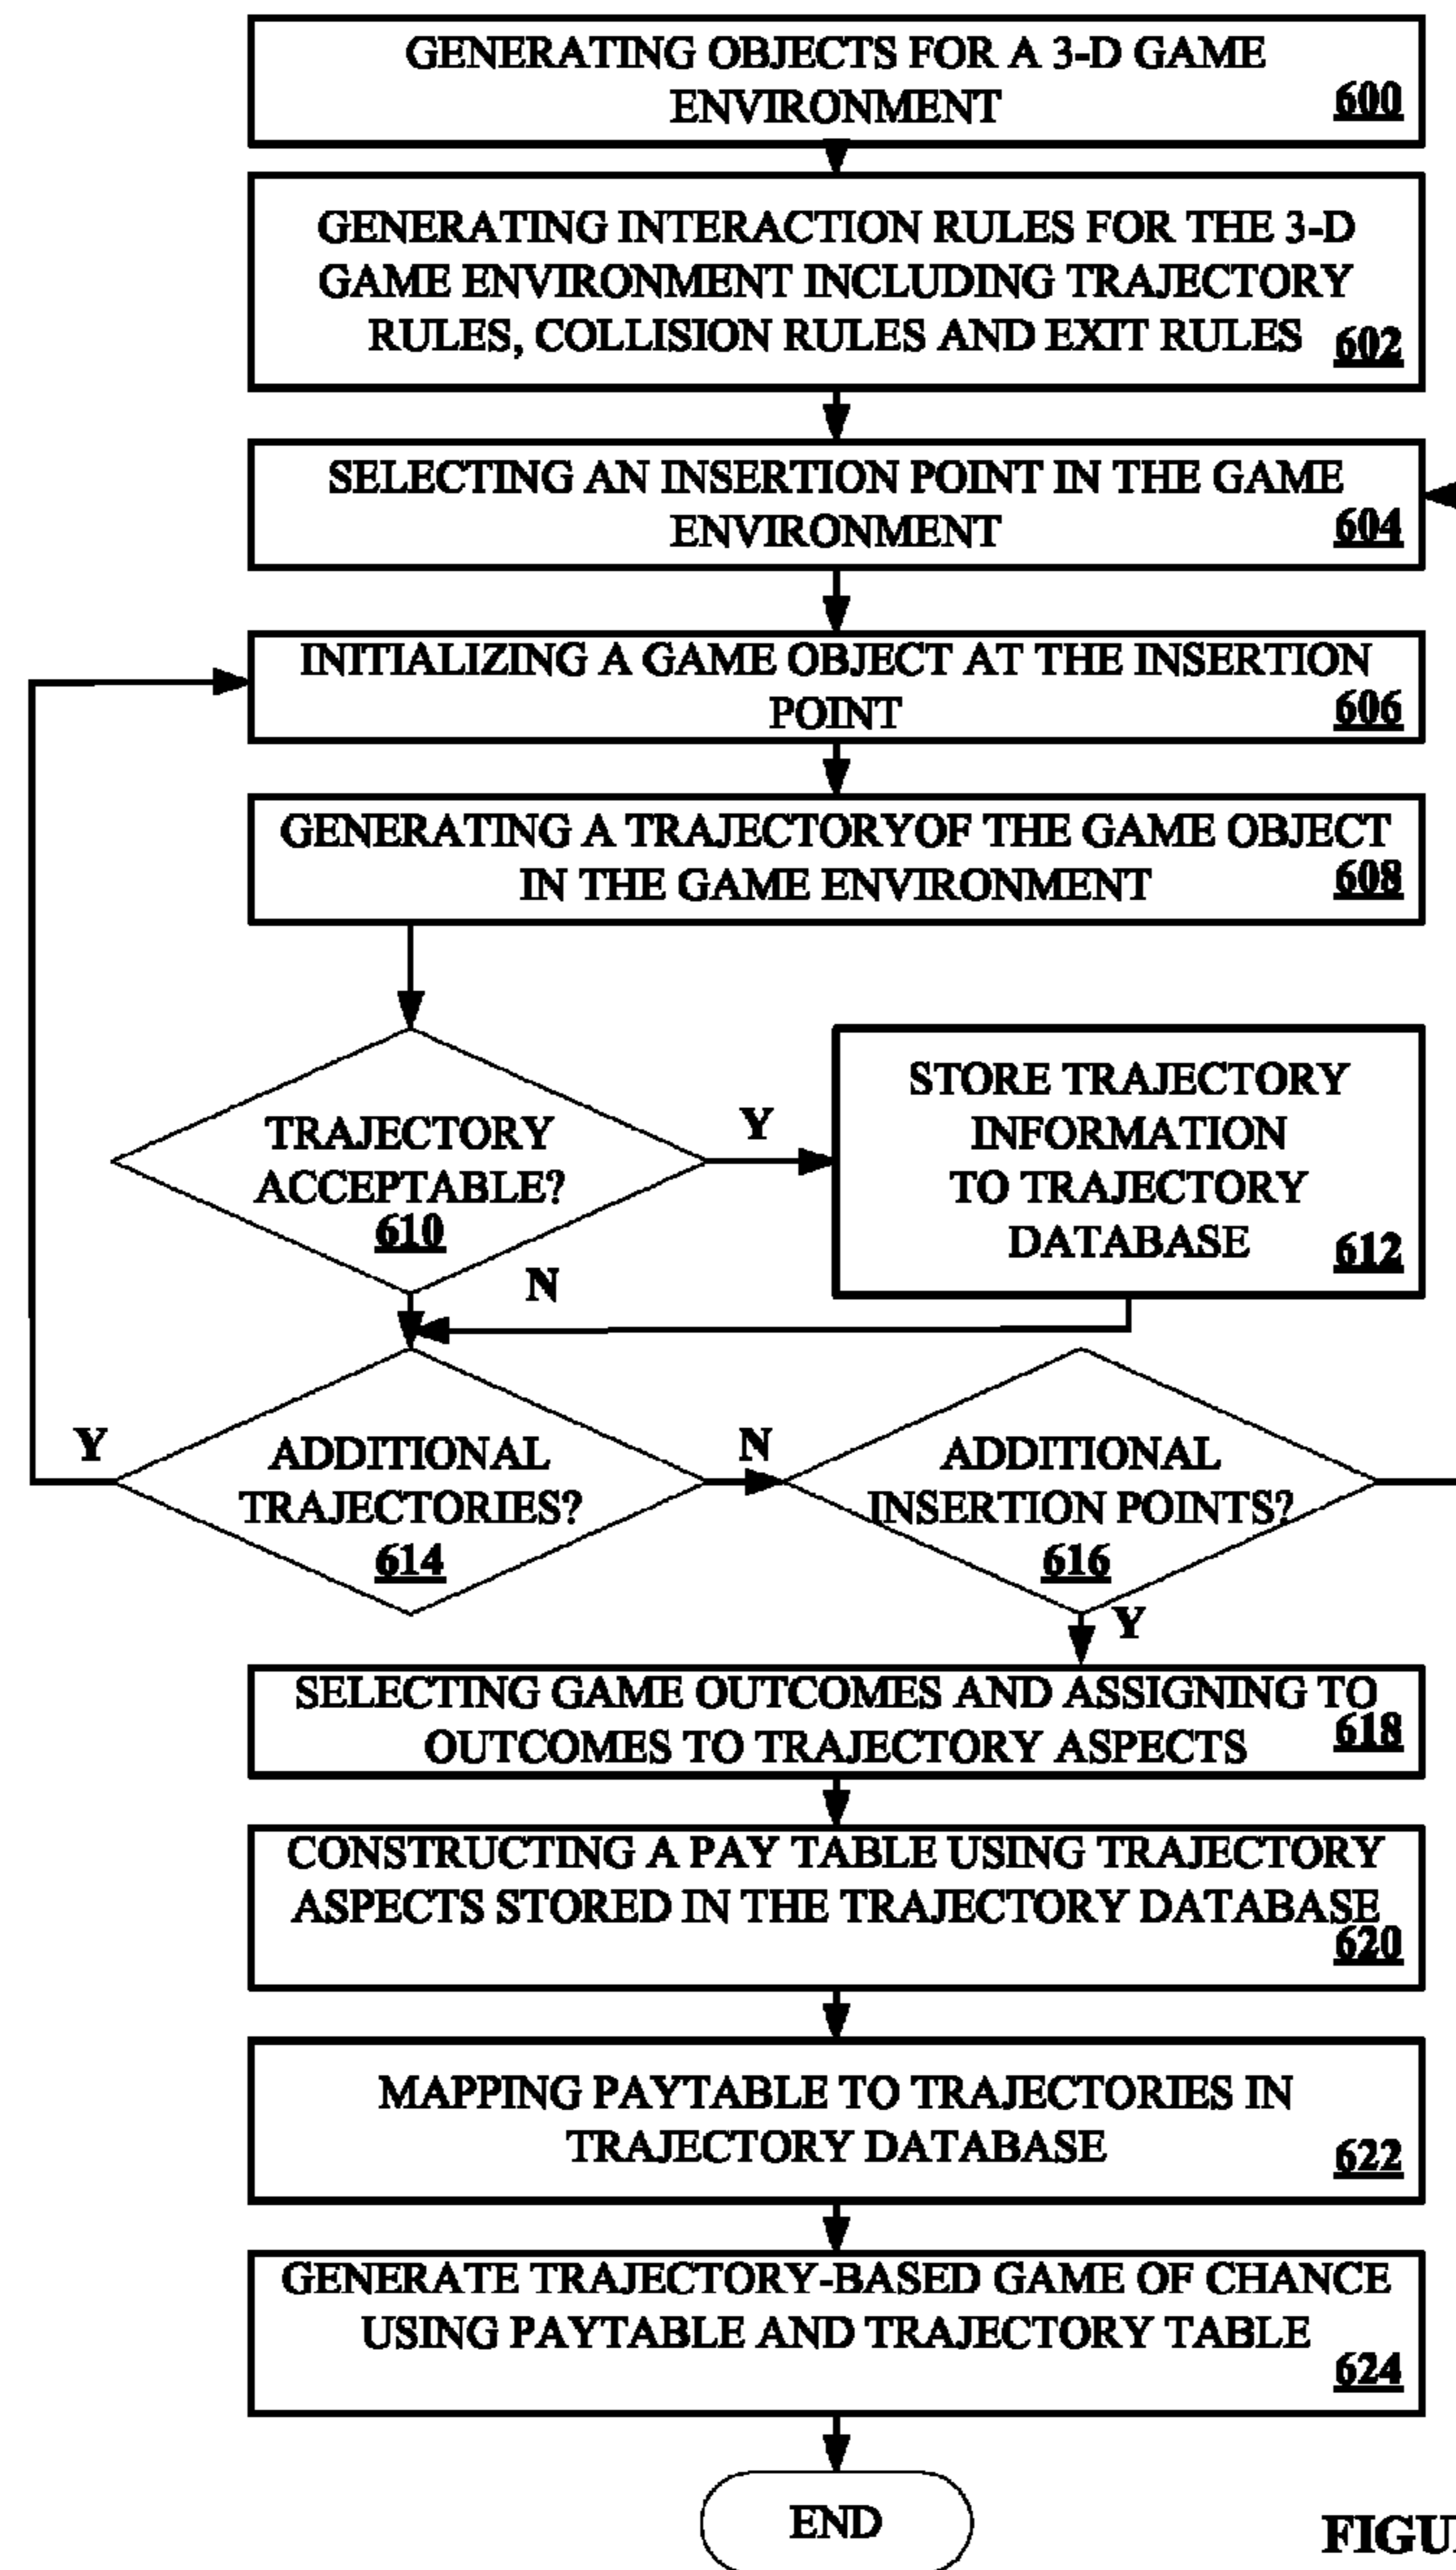 GENERATING OBJECTS FOR A 3-D GAME
ENVIRONMENT
600
GENERATING INTERACTION RULES FOR THE 3-D
GAME ENVIRONMENT INCLUDING TRAJECTORY
RULES, COLLISION RULES AND EXIT RULES
602
SELECTING AN INSERTION POINT IN THE GAME
ENVIRONMENT
604
INITIALIZING A GAME OBJECT AT THE INSERTION
POINT
606
GENERATING A TRAJECTORYOF THE GAME OBJECT
IN THE GAME ENVIRONMENT
608
TRAJECTORY
ACCEPTABLE?
610
Y
STORE TRAJECTORY
INFORMATION
TO TRAJECTORY
DATABASE
612
N
Y
ADDITIONAL
TRAJECTORIES?
614
N
ADDITIONAL
INSERTION POINTS?
616
Y
SELECTING GAME OUTCOMES AND ASSIGNING TO
OUTCOMES TO TRAJECTORY ASPECTS
618
CONSTRUCTING A PAY TABLE USING TRAJECTORY
ASPECTS STORED IN THE TRAJECTORY DATABASE
620
MAPPING PAYTABLE TO TRAJECTORIES IN
TRAJECTORY DATABASE
622
GENERATE TRAJECTORY-BASED GAME OF CHANCE
USING PAYTABLE AND TRAJECTORY TABLE
624
END